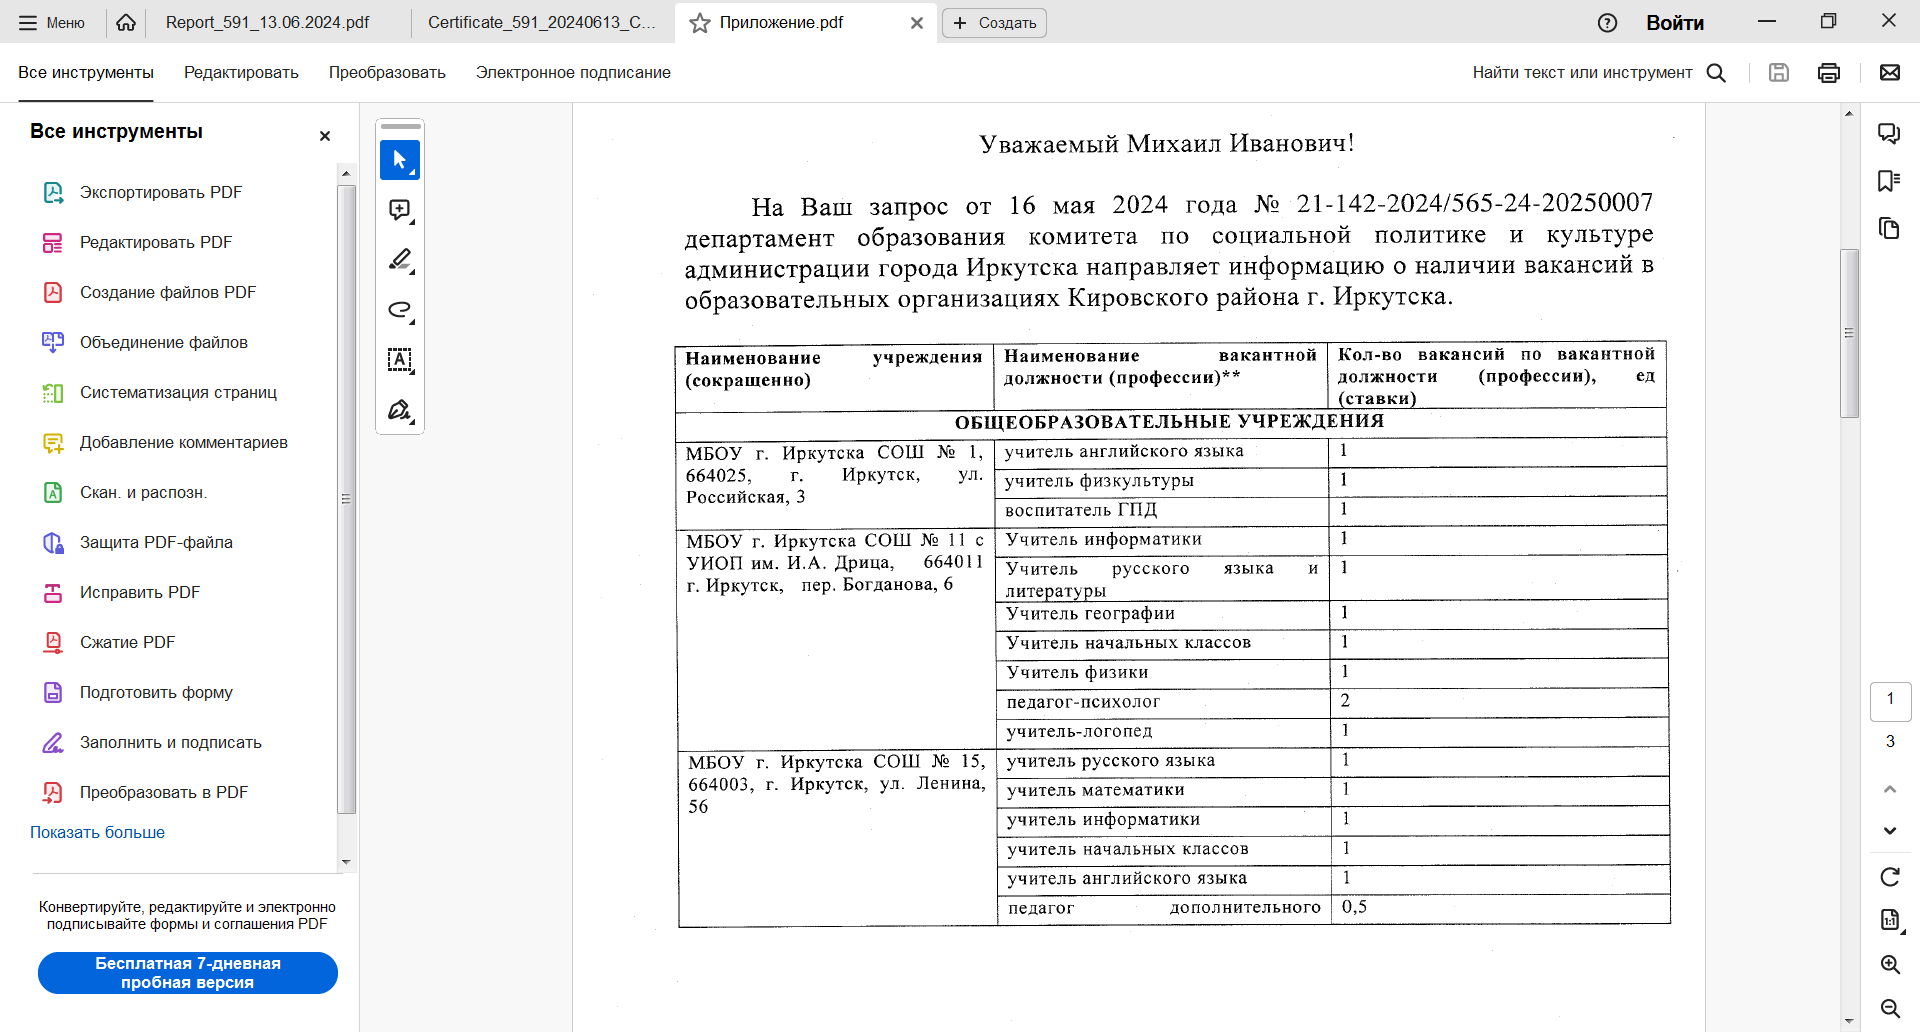 Меню
Report_591_13.06.2024.pdf
Certificate_591_20240613_C...
Приложение.pdf
Создать
Войти
Все инструменты
Редактировать
Преобразовать
Электронное подписание
Найти текст или инструмент
Все инструменты
Экспортировать PDF
Редактировать PDF
Создание файлов PDF
Объединение файлов
Систематизация страниц
Добавление комментариев
Скан. и распозн.
Защита PDF-файла
Исправить PDF
Сжатие PDF
Подготовить форму
Заполнить и подписать
Преобразовать в PDF
Показать больше
Конвертируйте, редактируйте и электронно
подписывайте формы и соглашения PDF
Бесплатная 7-дневная
пробная версия
Уважаемый Михаил Иванович!
На Ваш запрос от 16 мая 2024 года № 21-142-2024/565-24-20250007
департамент образования комитета по социальной политике и культуре
администрации города Иркутска направляет информацию о наличии вакансий в
образовательных организациях Кировского района г. Иркутска.
Наименование учреждения
(сокращенно)
Наименование вакантной
должности (профессии)**
Кол-во вакансий по вакантной
должности (профессии), ед
(ставки)
ОБЩЕОБРАЗОВАТЕЛЬНЫЕ УЧРЕЖДЕНИЯ
МБОУ г. Иркутска СОШ № 1,
664025, г. Иркутск, ул.
Российская, 3
учитель английского языка 1
учитель физкультуры 1
воспитатель ГПД 1
МБОУ г. Иркутска СОШ № 11 с
УИОП им. И.А. Дрица, 664011
г. Иркутск, пер. Богданова, 6
Учитель информатики 1
Учитель русского языка и 1
литературы
Учитель географии 1
Учитель начальных классов 1
Учитель физики 1
педагог-психолог 2
учитель-логопед 1
МБОУ г. Иркутска СОШ № 15,
664003, г. Иркутск, ул. Ленина,
56
учитель русского языка 1
учитель математики 1
учитель информатики 1
учитель начальных классов 1
учитель английского языка 1
педагог дополнительного 0,5
1
3
1:1